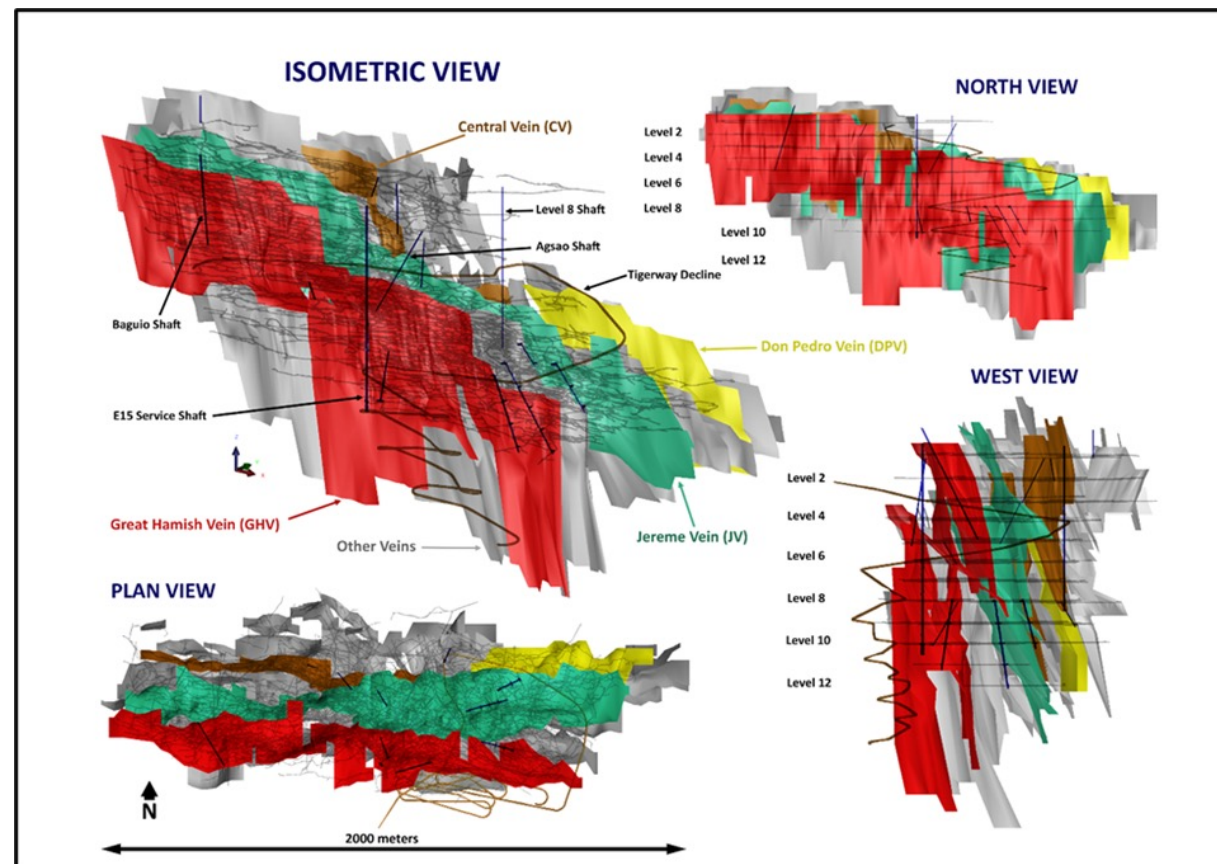 ISOMETRIC VIEW
Central Vein (CV)
Level 8 Shaft
Agsao Shaft
Tigerway Decline
Baguio Shaft
Don Pedro Vein (DPV)
E15 Service Shaft
Great Hamish Vein (GHV)
Other Veins
Jereme Vein (JV)
NORTH VIEW
Level 2
Level 4
Level 6
Level 8
Level 10
Level 12
WEST VIEW
Level 2
Level 4
Level 6
Level 8
Level 10
Level 12
PLAN VIEW
N
2000 meters